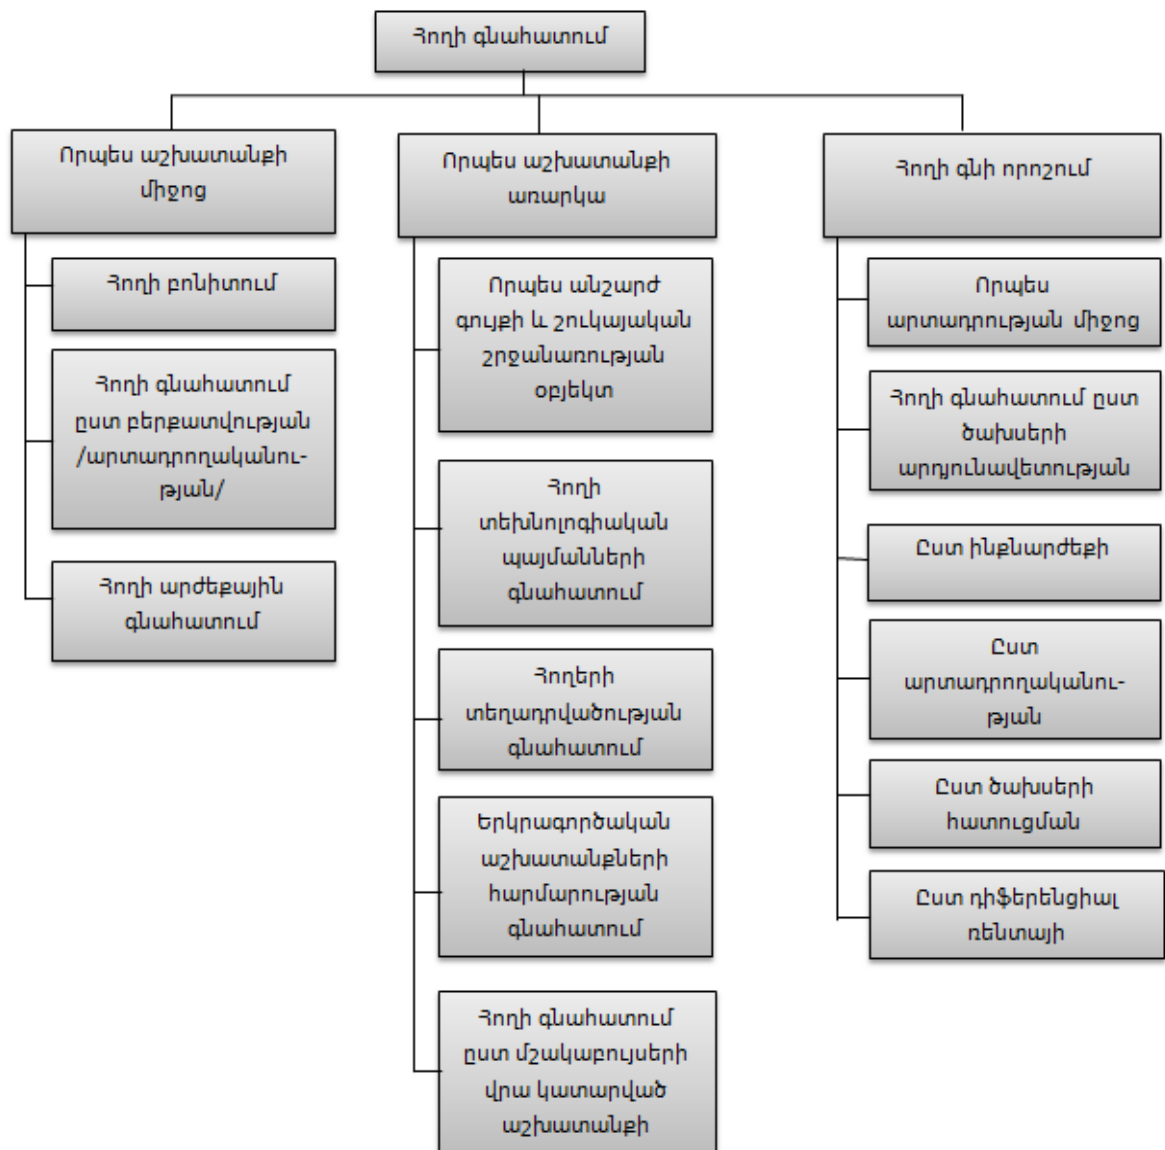 Հողի գնահատում
Որպես աշխատանքի
միջոց
Հողի բոնիտում
Հողի գնահատում
ըստ բերքատվության
/արտադրողականու-
թյան/
Հողի արժեքային
գնահատում
Որպես աշխատանքի
առարկա
Որպես անշարժ
գույքի և շուկայական
շրջանառության
օբյեկտ
Հողի
տեխնոլոգիական
պայմանների
գնահատում
Հողերի
տեղադրվածության
գնահատում
Երկրագործական
աշխատանքների
հարմարության
գնահատում
Հողի գնահատում
ըստ մշակաբույսերի
վրա կատարված
աշխատանքի
Հողի գնի որոշում
Որպես
արտադրության միջոց
Հողի գնահատում ըստ
ծախսերի
արդյունավետության
Ըստ ինքնարժեքի
Ըստ
արտադրողականու-
թյան
Ըստ ծախսերի
հատուցման
Ըստ դիֆերենցիալ
ռենտայի